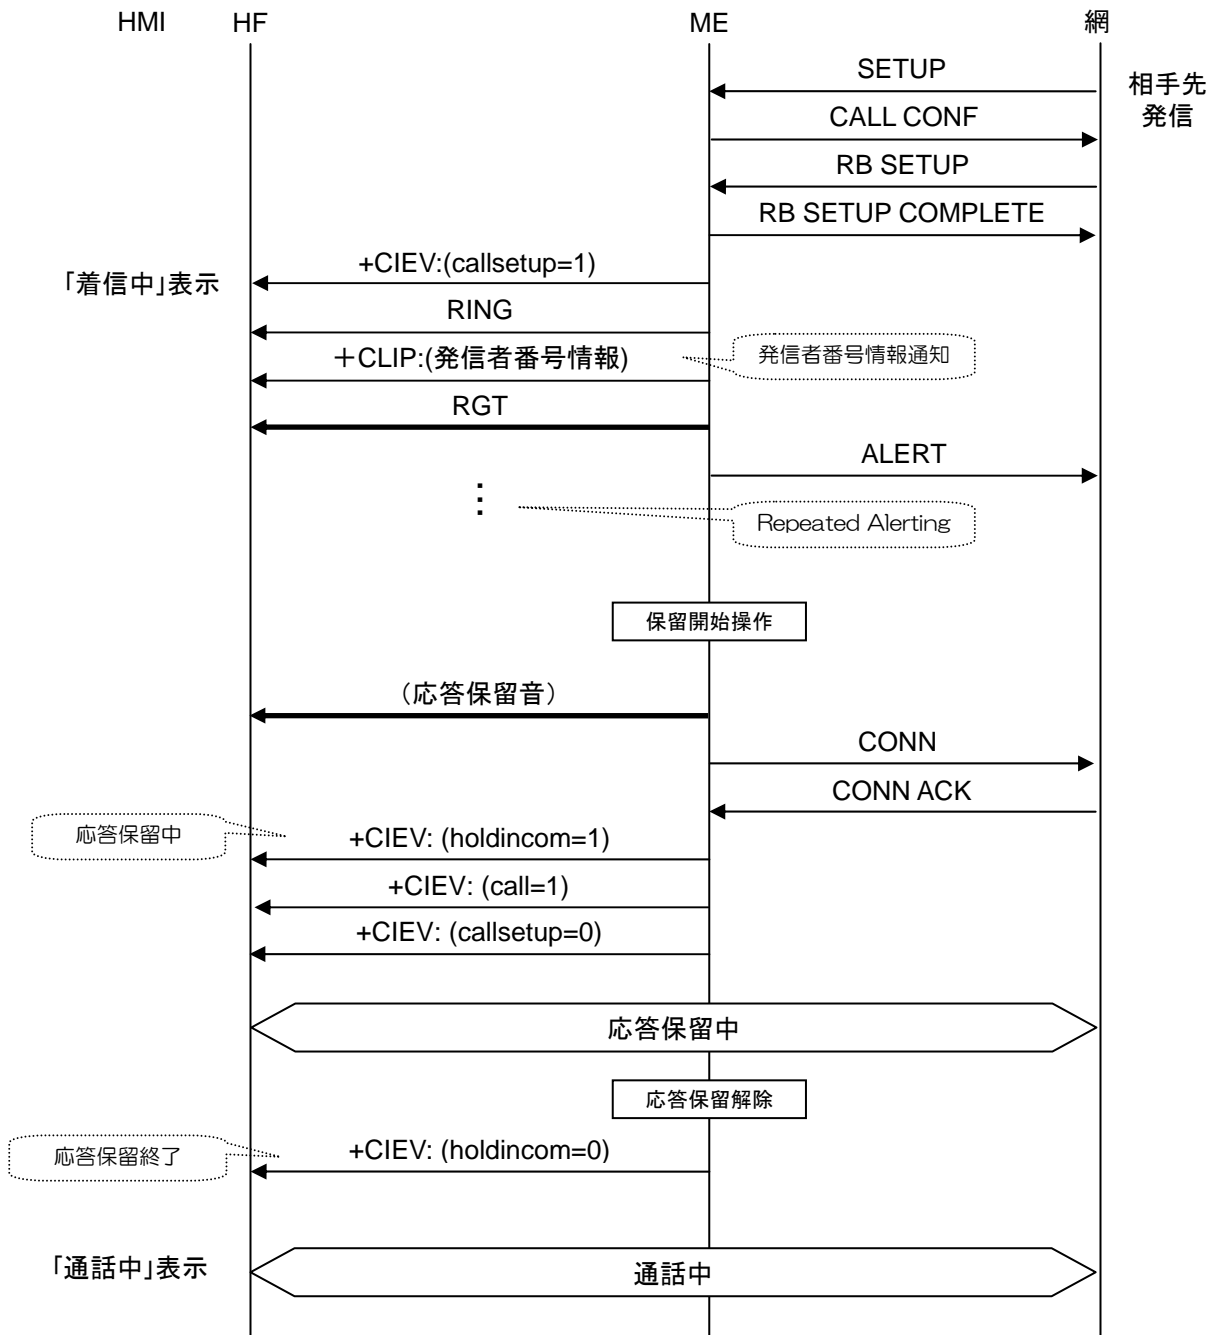 HMI HF ME 網
SETUP
相手先
発信
CALL CONF
RB SETUP
RB SETUP COMPLETE
+CIEV:(callsetup=1)
「着信中」表示
RING
+CLIP:(発信者番号情報)
発信者番号情報通知
RGT
ALERT
⋮
Repeated Alerting
保留開始操作
(応答保留音)
CONN
CONN ACK
応答保留中
+CIEV: (holdincom=1)
+CIEV: (call=1)
+CIEV: (callsetup=0)
応答保留中
応答保留解除
応答保留終了
+CIEV: (holdincom=0)
「通話中」表示
通話中